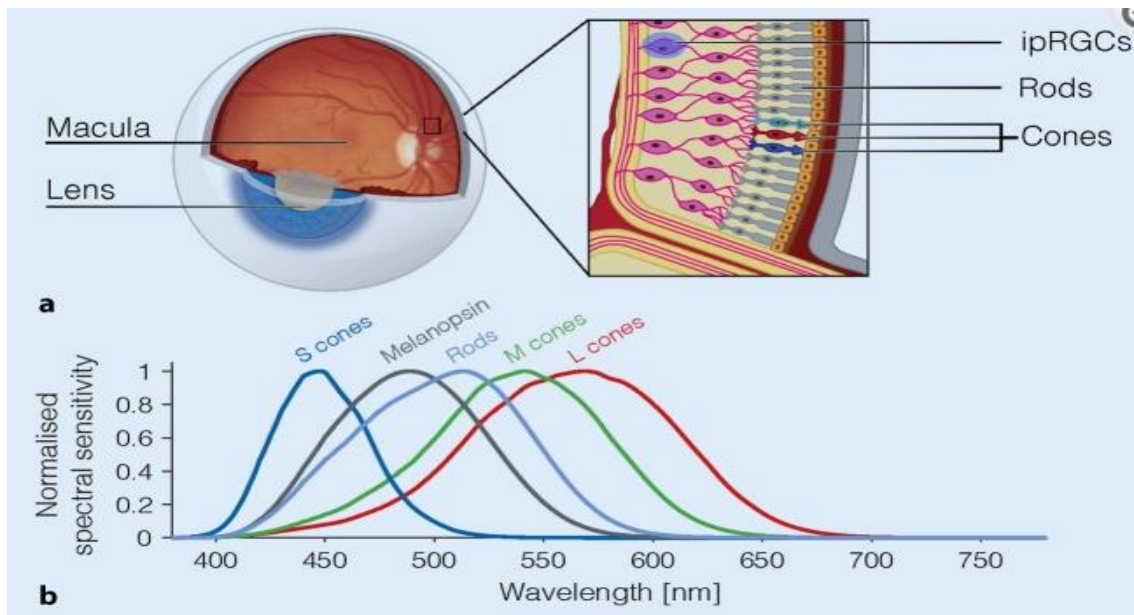 ipRGCs
Rods
Macula
Cones
Lens
a
S cones
Melanopsin
Rods
M cones
L cones
Normalised
spectral sensitivity
1
0.8
0.6
0.4
0.2
0
400 450 500 550 600 650 700 750
Wavelength [nm]
b